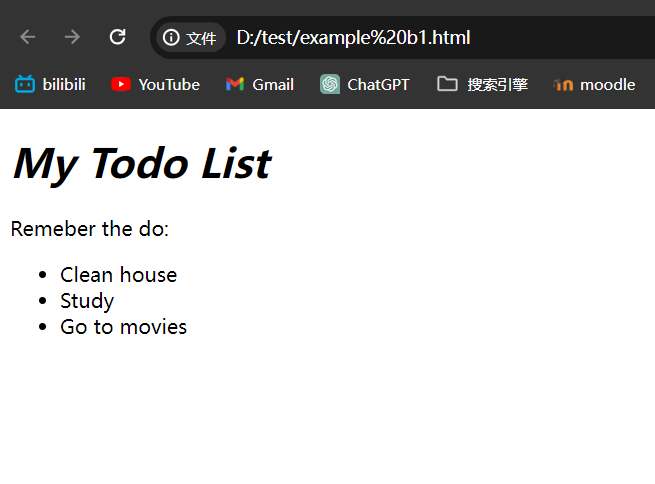 文件 D:/test/example%20b1.html
bilibili YouTube Gmail ChatGPT 搜索引擎 moodle
My Todo List
Remeber the do:
Clean house
Study
Go to movies